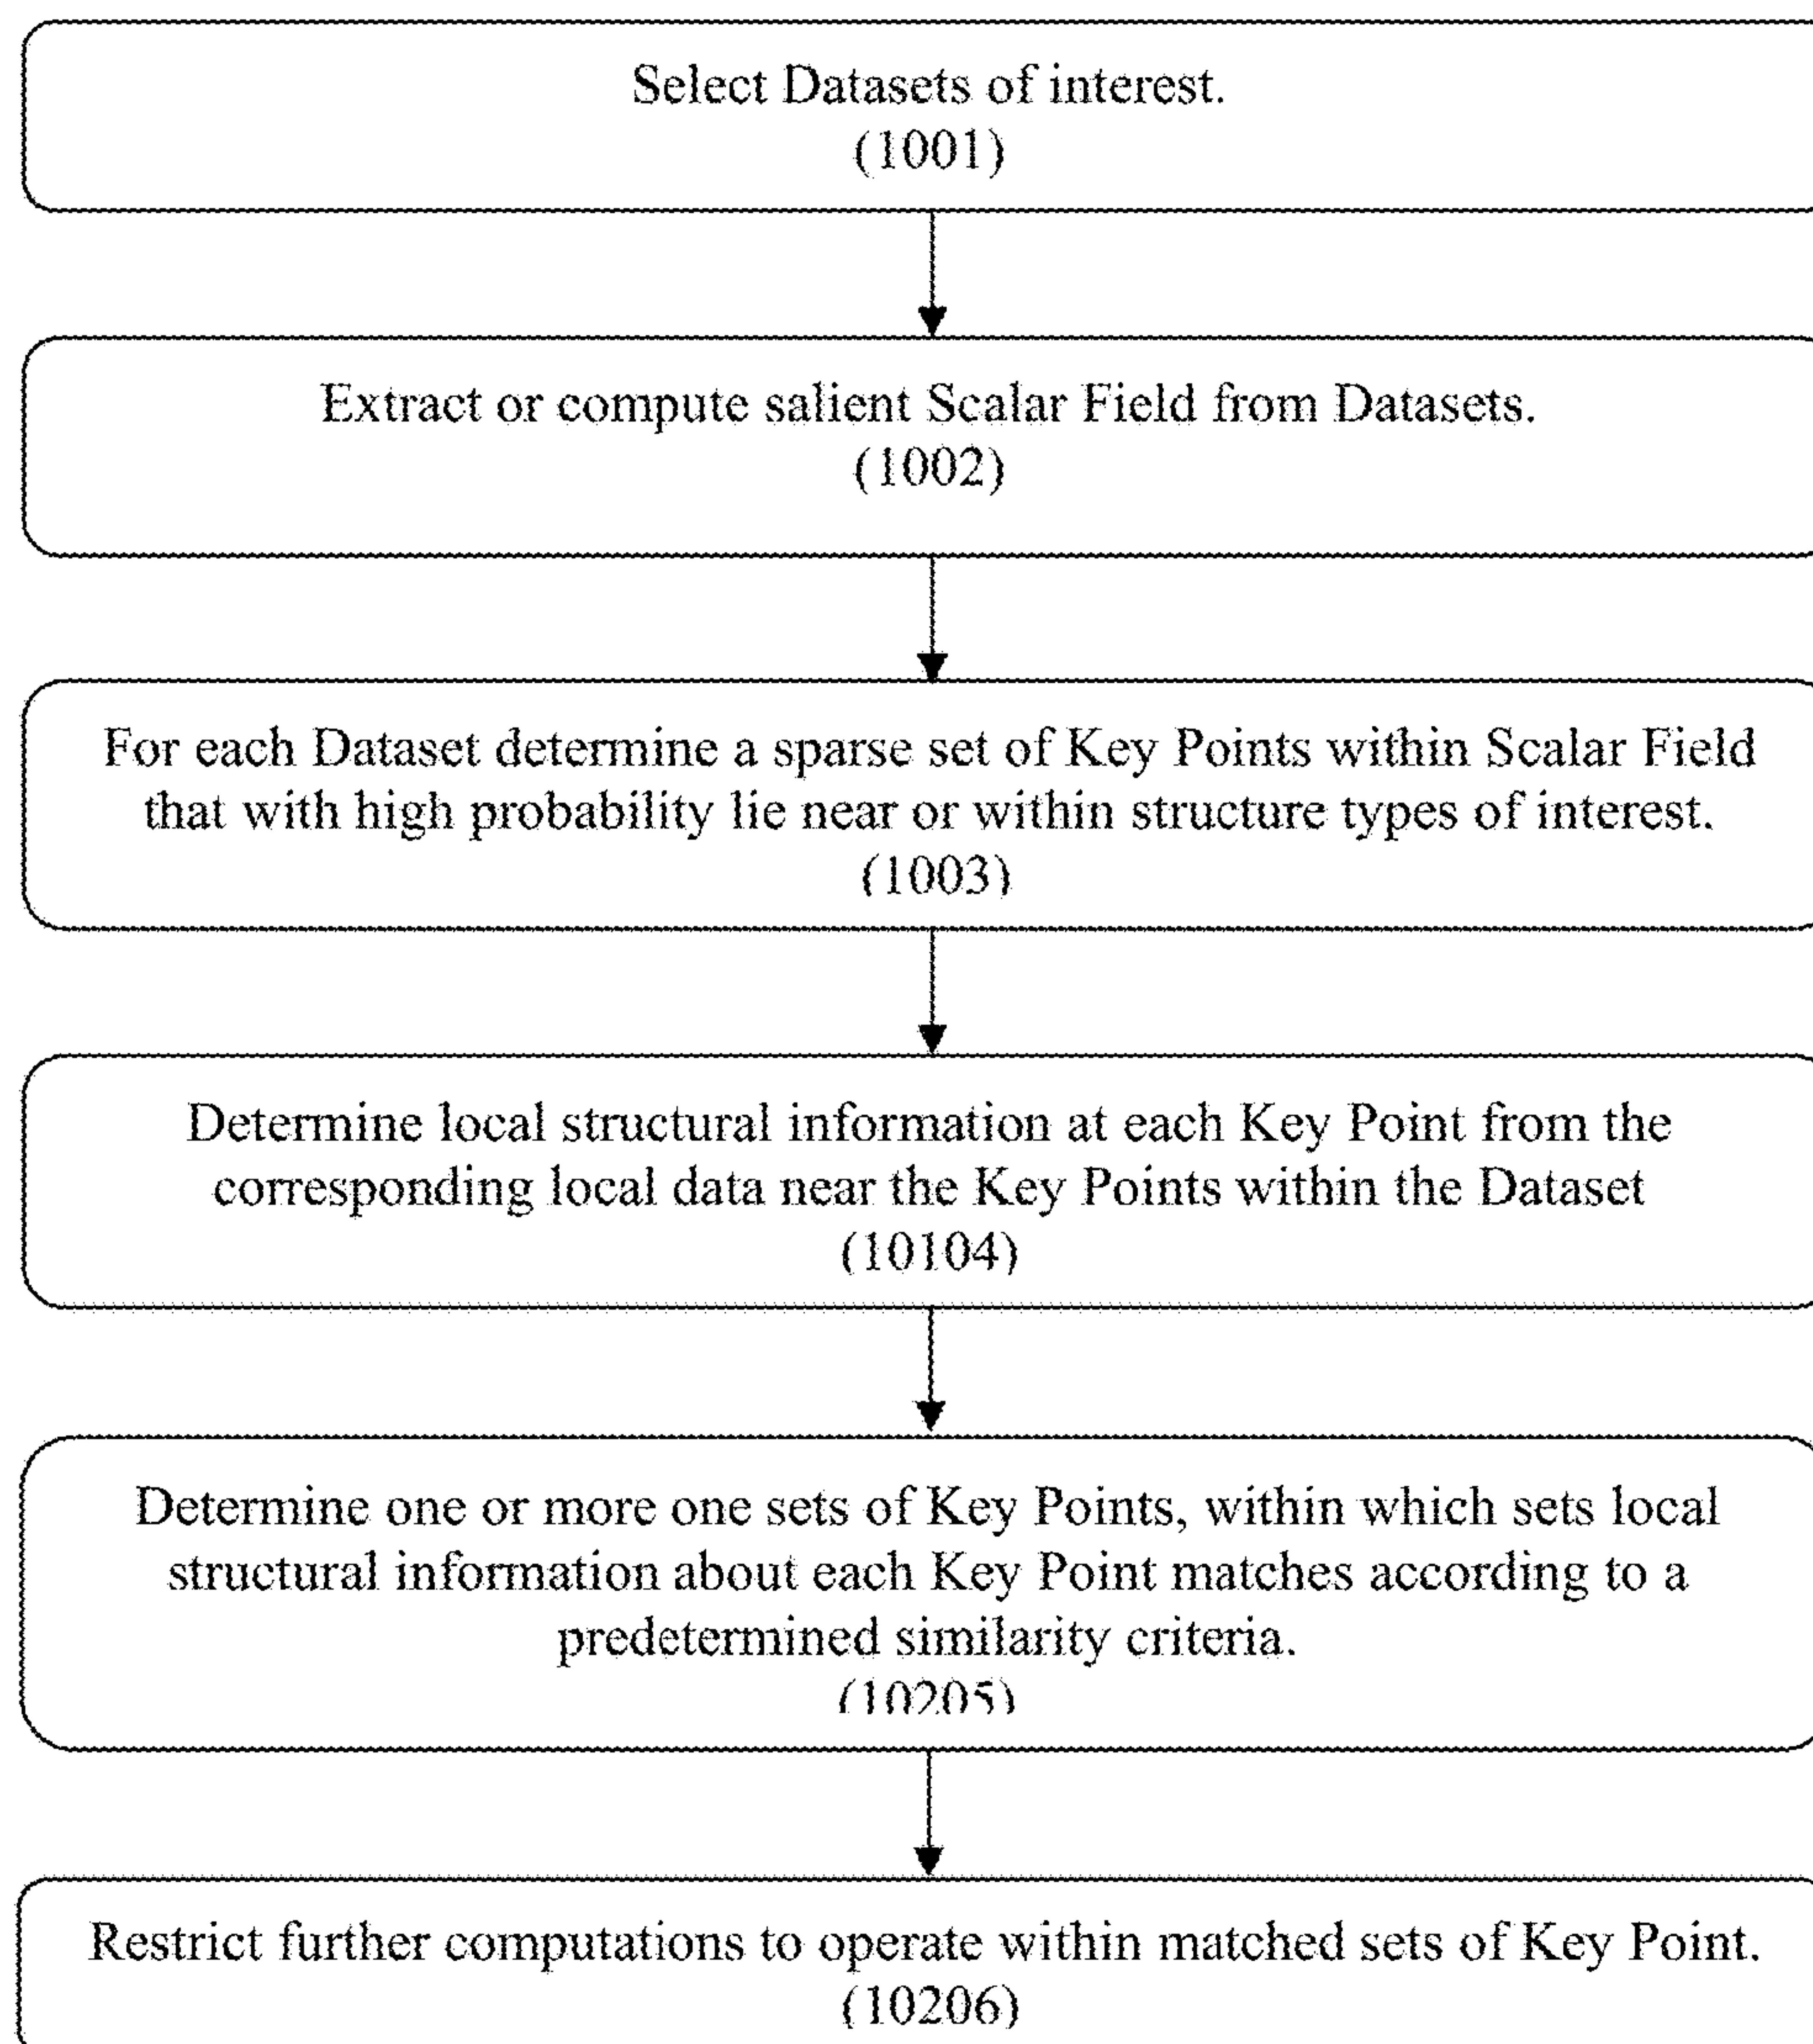 Select Datasets of interest.
(1001)
Extract or compute salient Scalar Field from Datasets.
(1002)
For each Dataset determine a sparse set of Key Points within Scalar Field
that with high probability lie near or within structure types of interest.
(1003)
Determine local structural information at each Key Point from the
corresponding local data near the Key Points within the Dataset
(10104)
Determine one or more one sets of Key Points, within which sets local
structural information about each Key Point matches according to a
predetermined similarity criteria.
(10205)
Restrict further computations to operate within matched sets of Key Point.
(10206)